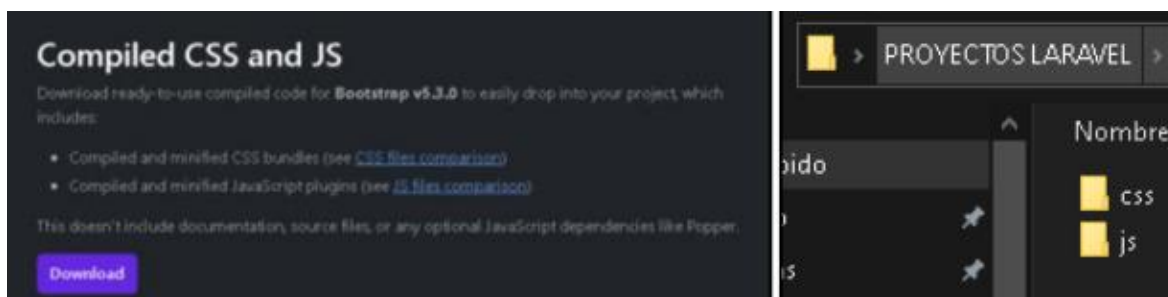 Compiled CSS and JS
Download ready-to-use compiled code for Bootstrap v5.3.0 to easily drop into your project, which
includes:
• Compiled and minified CSS bundles (see CSS files comparison)
• Compiled and minified JavaScript plugins (see JS files comparison)
This doesn't include documentation, source files, or any optional JavaScript dependencies like Popper.
Download
PROYECTOS LARAVEL
Nombre
css
js